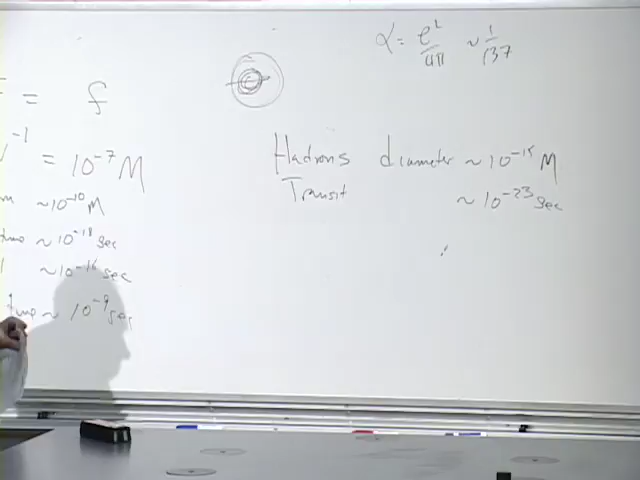 α = e²/4π ~ 1/137
= f
-1
= 10⁻⁷ M
~10⁻¹⁰ M
time ~ 10⁻¹⁸ sec
~10⁻¹⁶ sec
time ~ 10⁻⁹ sec
Hadrons diameter ~ 10⁻¹⁵ M
Transit ~ 10⁻²³ sec